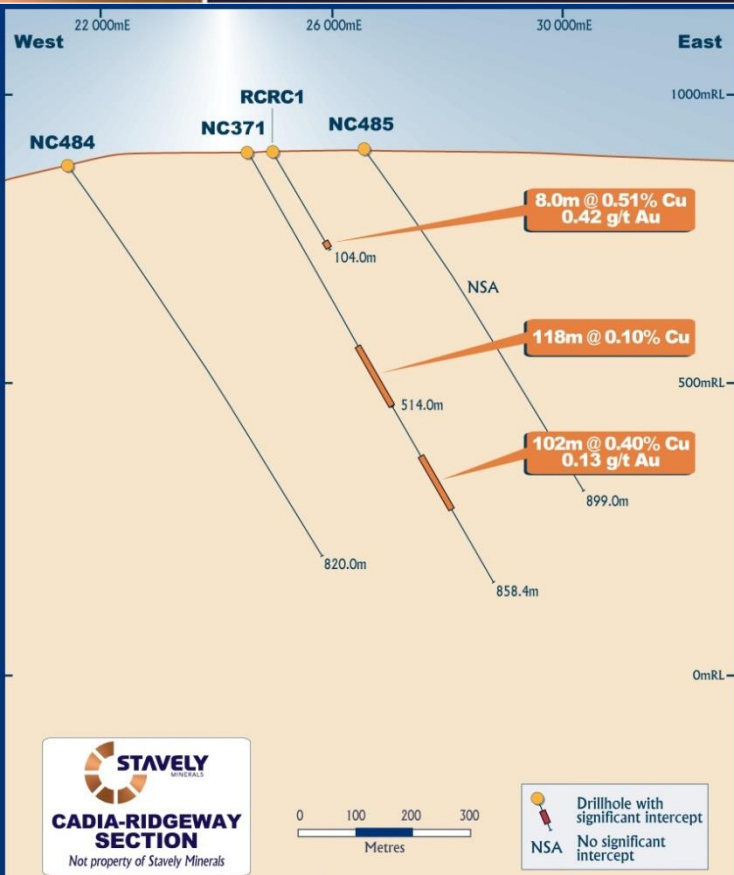 22 000mE
26 000mE
30 000mE
West
East
1000mRL
RCRC1
NC371
NC485
NC484
8.0m @ 0.51% Cu
0.42 g/t Au
104.0m
NSA
118m @ 0.10% Cu
500mRL
514.0m
102m @ 0.40% Cu
0.13 g/t Au
899.0m
820.0m
858.4m
0mRL
STAVELY
MINERALS
CADIA-RIDGEWAY
SECTION
Not property of Stavely Minerals
0 100 200 300
Metres
Drillhole with
significant intercept
NSA No significant
intercept